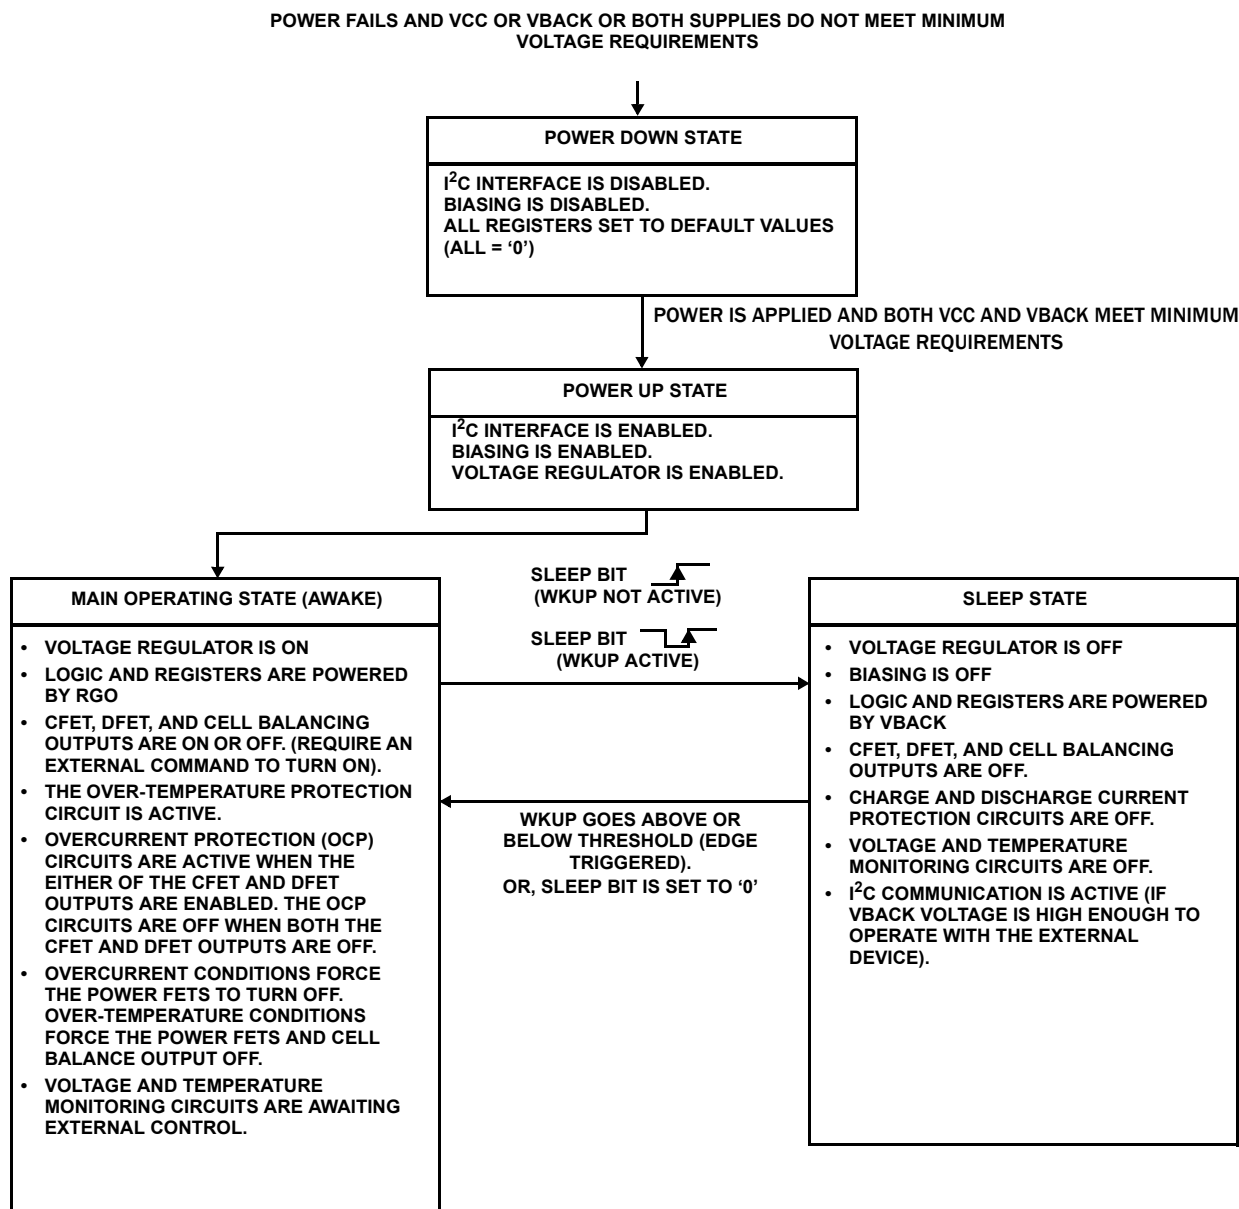 POWER FAILS AND VCC OR VBACK OR BOTH SUPPLIES DO NOT MEET MINIMUM
VOLTAGE REQUIREMENTS
POWER DOWN STATE
I²C INTERFACE IS DISABLED.
BIASING IS DISABLED.
ALL REGISTERS SET TO DEFAULT VALUES
(ALL = ‘0’)
POWER IS APPLIED AND BOTH VCC AND VBACK MEET MINIMUM
VOLTAGE REQUIREMENTS
POWER UP STATE
I²C INTERFACE IS ENABLED.
BIASING IS ENABLED.
VOLTAGE REGULATOR IS ENABLED.
MAIN OPERATING STATE (AWAKE)
• VOLTAGE REGULATOR IS ON
• LOGIC AND REGISTERS ARE POWERED
BY RGO
• CFET, DFET, AND CELL BALANCING
OUTPUTS ARE ON OR OFF. (REQUIRE AN
EXTERNAL COMMAND TO TURN ON).
• THE OVER-TEMPERATURE PROTECTION
CIRCUIT IS ACTIVE.
• OVERCURRENT PROTECTION (OCP)
CIRCUITS ARE ACTIVE WHEN THE
EITHER OF THE CFET AND DFET
OUTPUTS ARE ENABLED. THE OCP
CIRCUITS ARE OFF WHEN BOTH THE
CFET AND DFET OUTPUTS ARE OFF.
• OVERCURRENT CONDITIONS FORCE
THE POWER FETS TO TURN OFF.
OVER-TEMPERATURE CONDITIONS
FORCE THE POWER FETS AND CELL
BALANCE OUTPUT OFF.
• VOLTAGE AND TEMPERATURE
MONITORING CIRCUITS ARE AWAITING
EXTERNAL CONTROL.
SLEEP BIT
(WKUP NOT ACTIVE)
SLEEP BIT
(WKUP ACTIVE)
WKUP GOES ABOVE OR
BELOW THRESHOLD (EDGE
TRIGGERED).
OR, SLEEP BIT IS SET TO ‘0’
SLEEP STATE
• VOLTAGE REGULATOR IS OFF
• BIASING IS OFF
• LOGIC AND REGISTERS ARE POWERED
BY VBACK
• CFET, DFET, AND CELL BALANCING
OUTPUTS ARE OFF.
• CHARGE AND DISCHARGE CURRENT
PROTECTION CIRCUITS ARE OFF.
• VOLTAGE AND TEMPERATURE
MONITORING CIRCUITS ARE OFF.
• I²C COMMUNICATION IS ACTIVE (IF
VBACK VOLTAGE IS HIGH ENOUGH TO
OPERATE WITH THE EXTERNAL
DEVICE).